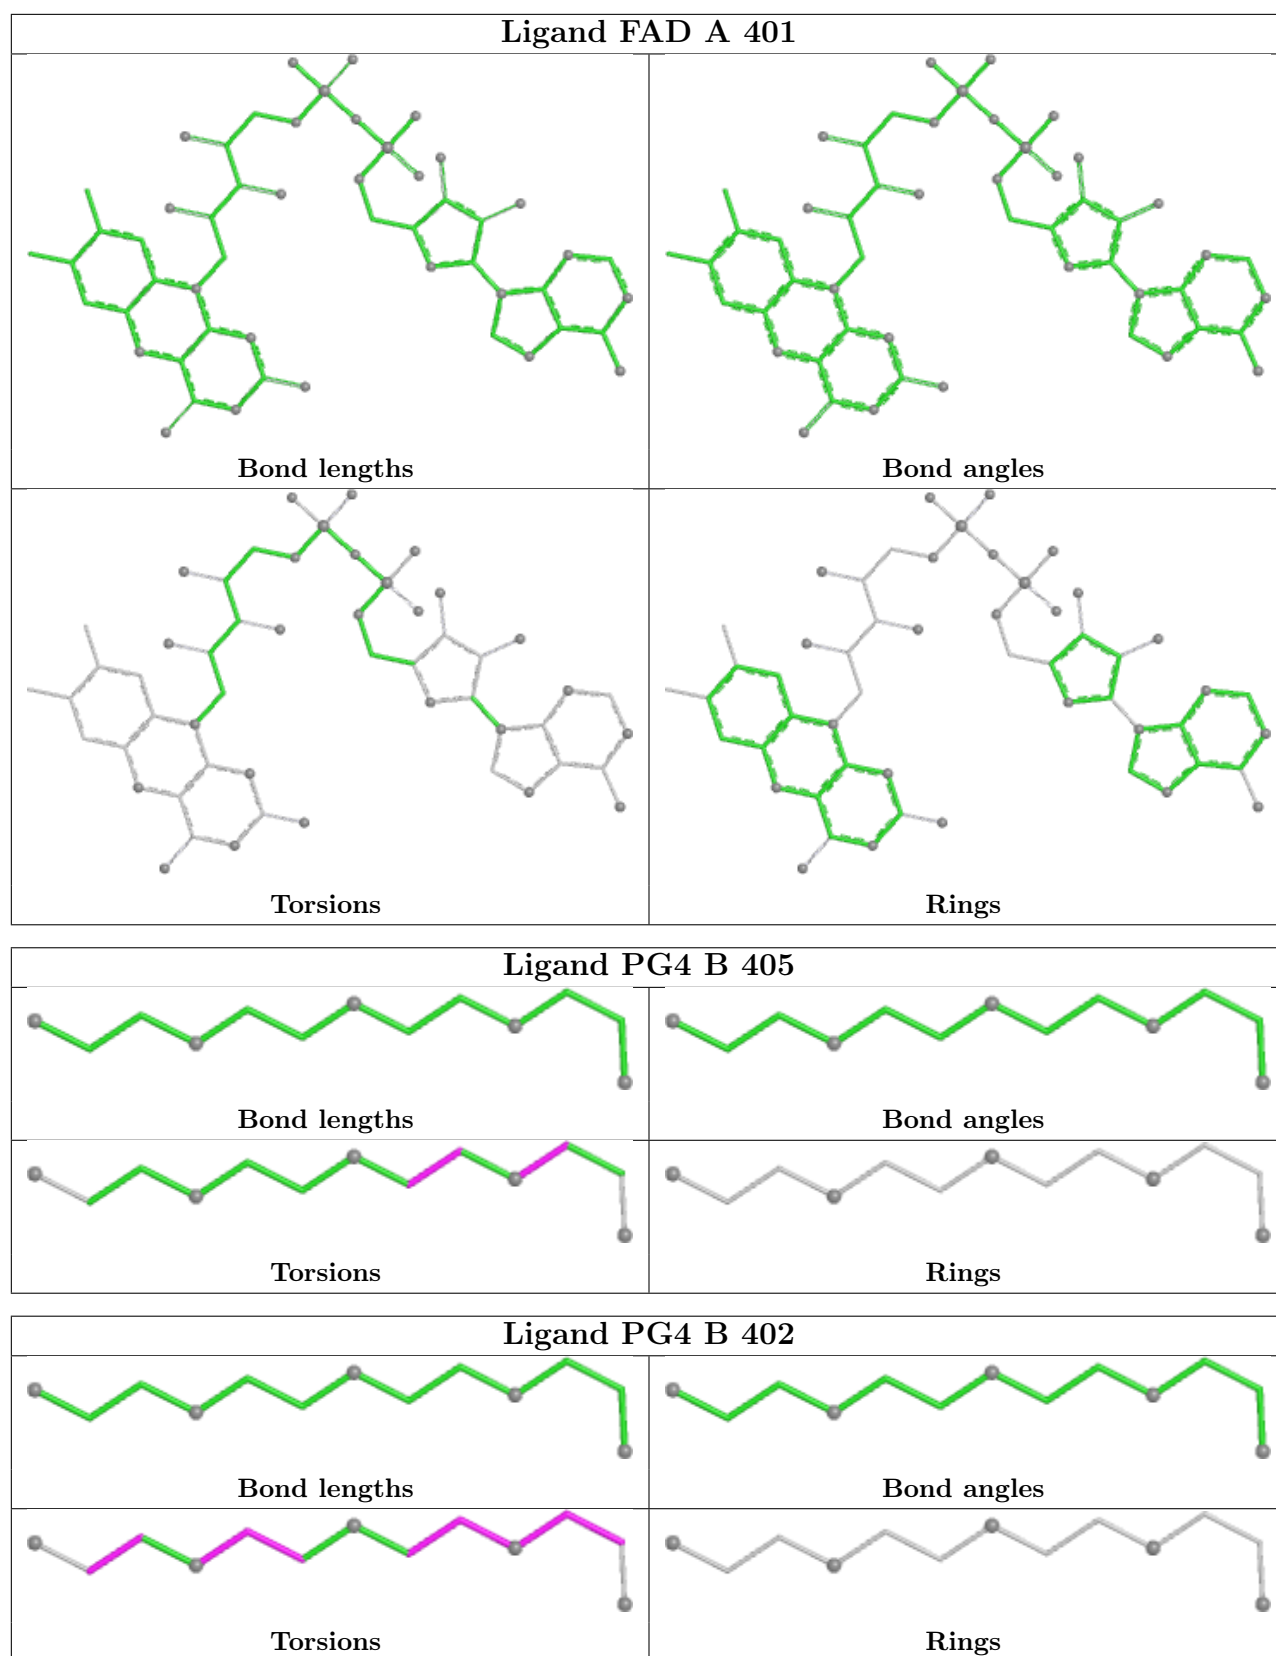 Ligand FAD A 401
Bond lengths
Bond angles
Torsions
Rings
Ligand PG4 B 405
Bond lengths
Bond angles
Torsions
Rings
Ligand PG4 B 402
Bond lengths
Bond angles
Torsions
Rings